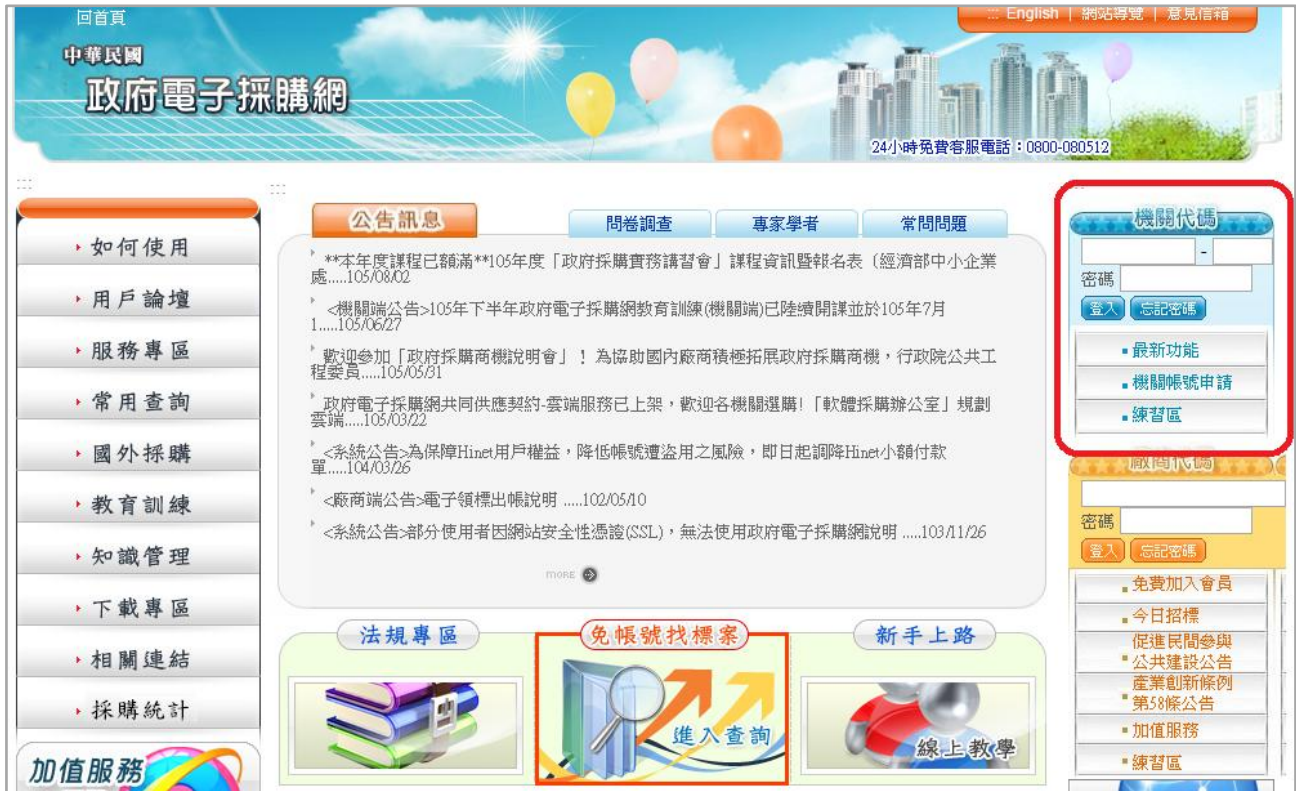 回首頁
::: English | 網站導覽 | 意見信箱
中華民國
政府電子採購網
24小時免費客服電話：0800-080512
:::
如何使用
用戶論壇
服務專區
常用查詢
國外採購
教育訓練
知識管理
下載專區
相關連結
採購統計
加值服務
:::
公告訊息
問卷調查
專家學者
常問問題
**本年度課程已額滿**105年度「政府採購實務講習會」課程資訊暨報名表（經濟部中小企業
處.....105/08/02
<機關端公告>105年下半年政府電子採購網教育訓練(機關端)已陸續開課並於105年7月
1.....105/06/27
歡迎參加「政府採購商機說明會」！為協助國內廠商積極拓展政府採購商機，行政院公共工
程委員.....105/05/31
政府電子採購網共同供應契約-雲端服務已上架，歡迎各機關選購!「軟體採購辦公室」規劃
雲端.....105/03/22
<系統公告>為保障Hinet用戶權益，降低帳號遭盜用之風險，即日起調降Hinet小額付款
單.....104/03/26
<廠商端公告>電子領標出帳說明 .....102/05/10
<系統公告>部分使用者因網站安全性憑證(SSL)，無法使用政府電子採購網說明 .....103/11/26
MORE
法規專區
免帳號找標案
進入查詢
新手上路
線上教學
機關代碼
-
密碼
登入 忘記密碼
最新功能
機關帳號申請
練習區
廠商代碼
密碼
登入 忘記密碼
免費加入會員
今日招標
促進民間參與
公共建設公告
產業創新條例
第58條公告
加值服務
練習區